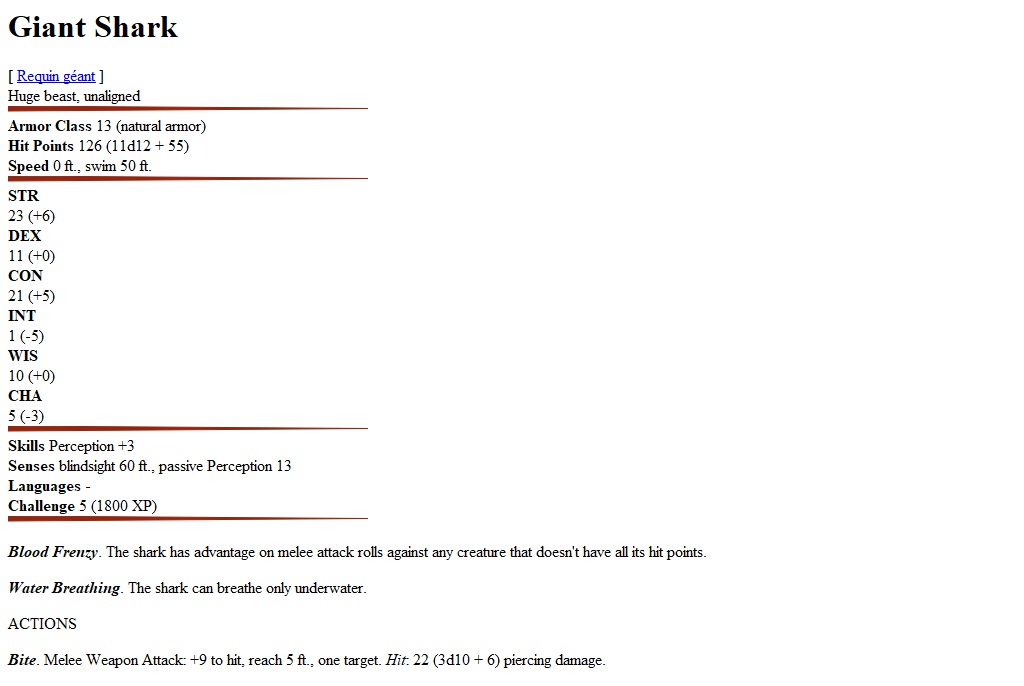 Giant Shark
[ Requin géant ]
Huge beast, unaligned
Armor Class 13 (natural armor)
Hit Points 126 (11d12 + 55)
Speed 0 ft., swim 50 ft.
STR
23 (+6)
DEX
11 (+0)
CON
21 (+5)
INT
1 (-5)
WIS
10 (+0)
CHA
5 (-3)
Skills Perception +3
Senses blindsight 60 ft., passive Perception 13
Languages -
Challenge 5 (1800 XP)
Blood Frenzy. The shark has advantage on melee attack rolls against any creature that doesn't have all its hit points.
Water Breathing. The shark can breathe only underwater.
ACTIONS
Bite. Melee Weapon Attack: +9 to hit, reach 5 ft., one target. Hit: 22 (3d10 + 6) piercing damage.